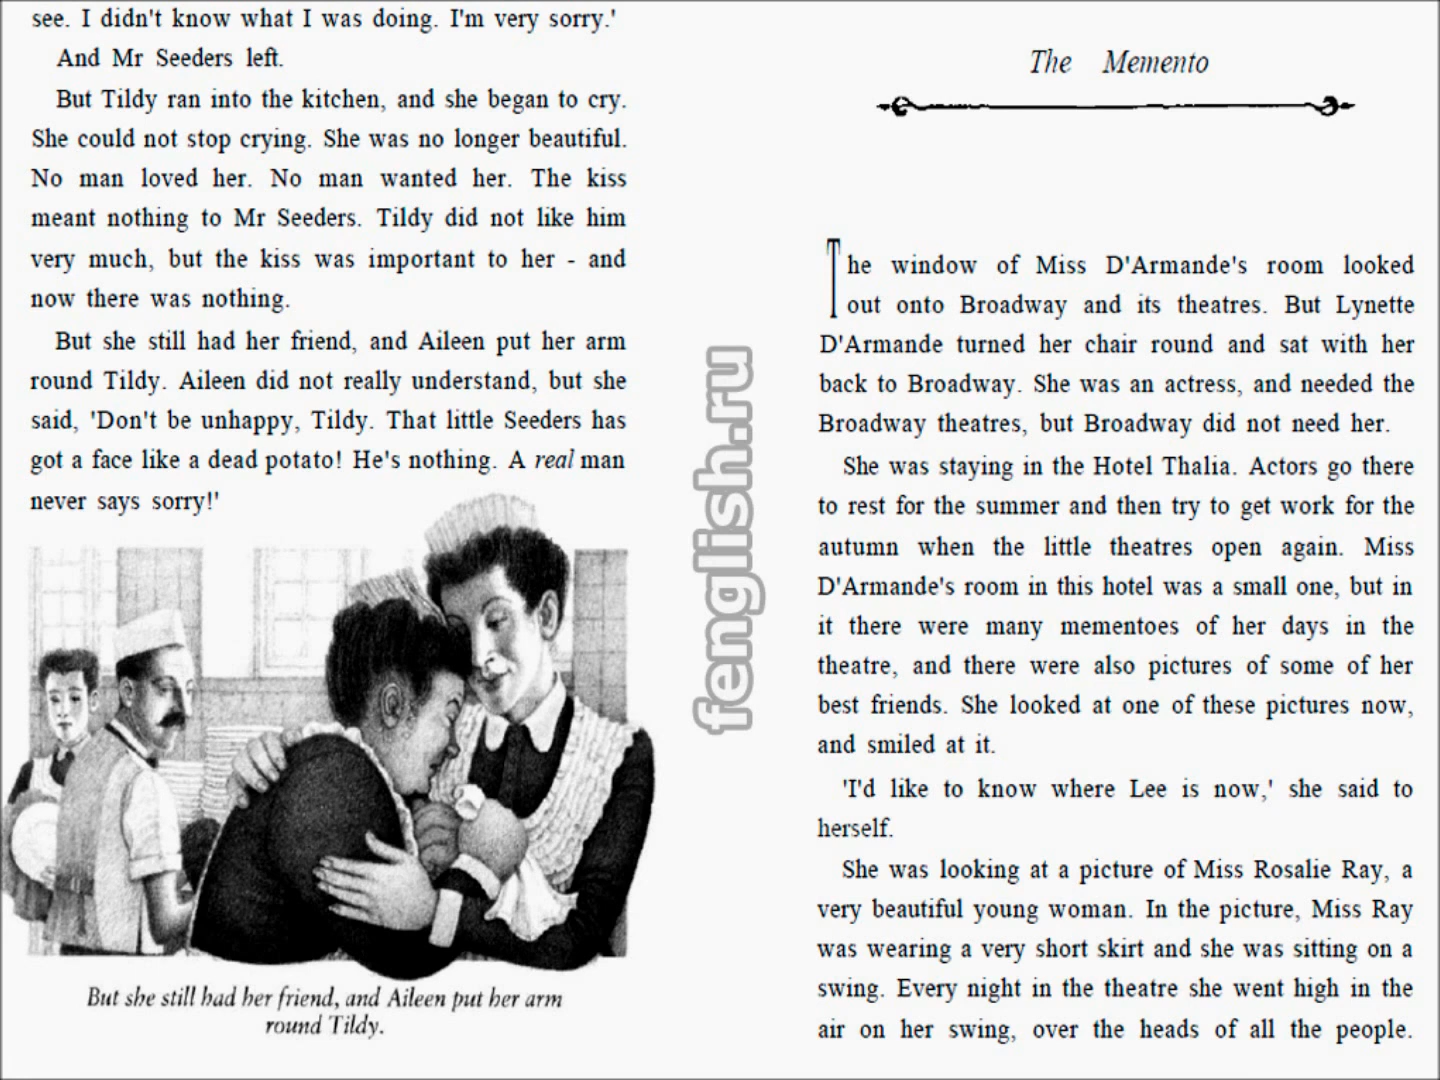 see. I didn't know what I was doing. I'm very sorry.'
And Mr Seeders left.
But Tildy ran into the kitchen, and she began to cry.
She could not stop crying. She was no longer beautiful.
No man loved her. No man wanted her. The kiss
meant nothing to Mr Seeders. Tildy did not like him
very much, but the kiss was important to her - and
now there was nothing.
But she still had her friend, and Aileen put her arm
round Tildy. Aileen did not really understand, but she
said, 'Don't be unhappy, Tildy. That little Seeders has
got a face like a dead potato! He's nothing. A real man
never says sorry!'
But she still had her friend, and Aileen put her arm
round Tildy.
fenglish.ru
The Memento
The window of Miss D'Armande's room looked
out onto Broadway and its theatres. But Lynette
D'Armande turned her chair round and sat with her
back to Broadway. She was an actress, and needed the
Broadway theatres, but Broadway did not need her.
She was staying in the Hotel Thalia. Actors go there
to rest for the summer and then try to get work for the
autumn when the little theatres open again. Miss
D'Armande's room in this hotel was a small one, but in
it there were many mementoes of her days in the
theatre, and there were also pictures of some of her
best friends. She looked at one of these pictures now,
and smiled at it.
'I'd like to know where Lee is now,' she said to
herself.
She was looking at a picture of Miss Rosalie Ray, a
very beautiful young woman. In the picture, Miss Ray
was wearing a very short skirt and she was sitting on a
swing. Every night in the theatre she went high in the
air on her swing, over the heads of all the people.